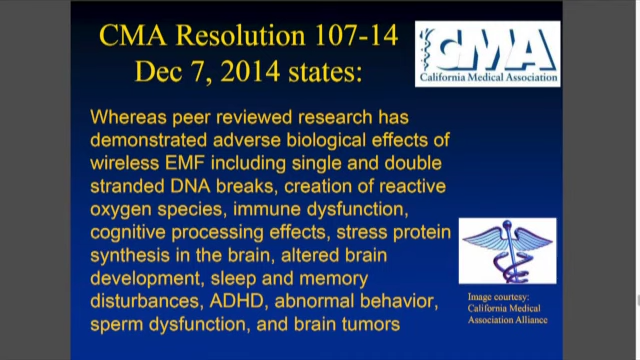 CMA Resolution 107-14
Dec 7, 2014 states:
CMA
California Medical Association
Whereas peer reviewed research has
demonstrated adverse biological effects of
wireless EMF including single and double
stranded DNA breaks, creation of reactive
oxygen species, immune dysfunction,
cognitive processing effects, stress protein
synthesis in the brain, altered brain
development, sleep and memory
disturbances, ADHD, abnormal behavior,
sperm dysfunction, and brain tumors
Image courtesy:
California Medical
Association Alliance